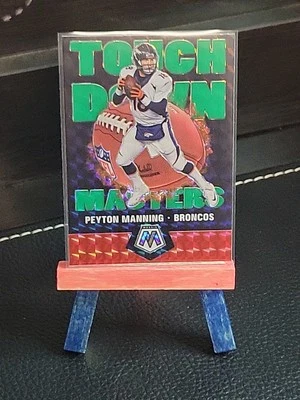 TOUCH
DOWN
MASTERS
PEYTON MANNING · BRONCOS